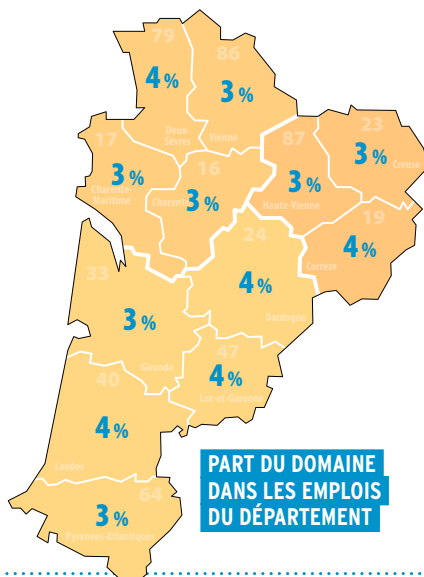 79
4 %
Deux-
Sèvres
86
3 %
Vienne
17
3 %
Charente-
Maritime
16
3 %
Charente
87
3 %
Haute-Vienne
23
3 %
Creuse
19
4 %
Corrèze
24
4 %
Dordogne
33
3 %
Gironde
47
4 %
Lot-et-Garonne
40
4 %
Landes
64
3 %
Pyrénées-Atlantiques
PART DU DOMAINE
DANS LES EMPLOIS
DU DÉPARTEMENT